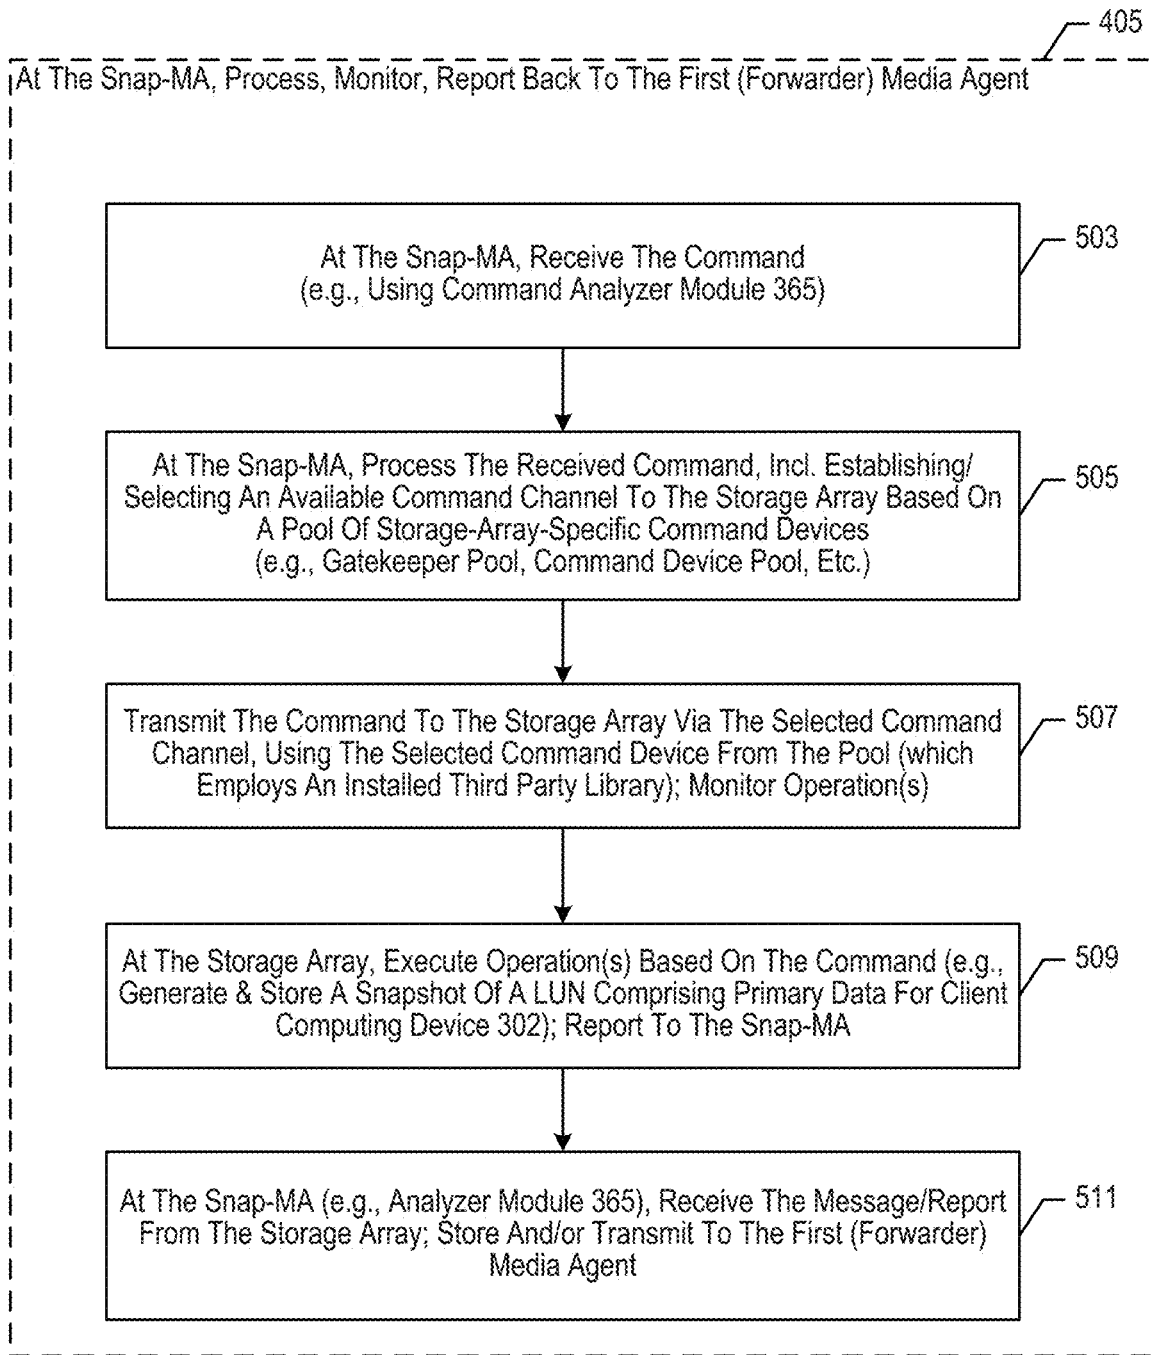 405
At The Snap-MA, Process, Monitor, Report Back To The First (Forwarder) Media Agent
503
At The Snap-MA, Receive The Command
(e.g., Using Command Analyzer Module 365)
505
At The Snap-MA, Process The Received Command, Incl. Establishing/
Selecting An Available Command Channel To The Storage Array Based On
A Pool Of Storage-Array-Specific Command Devices
(e.g., Gatekeeper Pool, Command Device Pool, Etc.)
507
Transmit The Command To The Storage Array Via The Selected Command
Channel, Using The Selected Command Device From The Pool (which
Employs An Installed Third Party Library); Monitor Operation(s)
509
At The Storage Array, Execute Operation(s) Based On The Command (e.g.,
Generate & Store A Snapshot Of A LUN Comprising Primary Data For Client
Computing Device 302); Report To The Snap-MA
511
At The Snap-MA (e.g., Analyzer Module 365), Receive The Message/Report
From The Storage Array; Store And/or Transmit To The First (Forwarder)
Media Agent